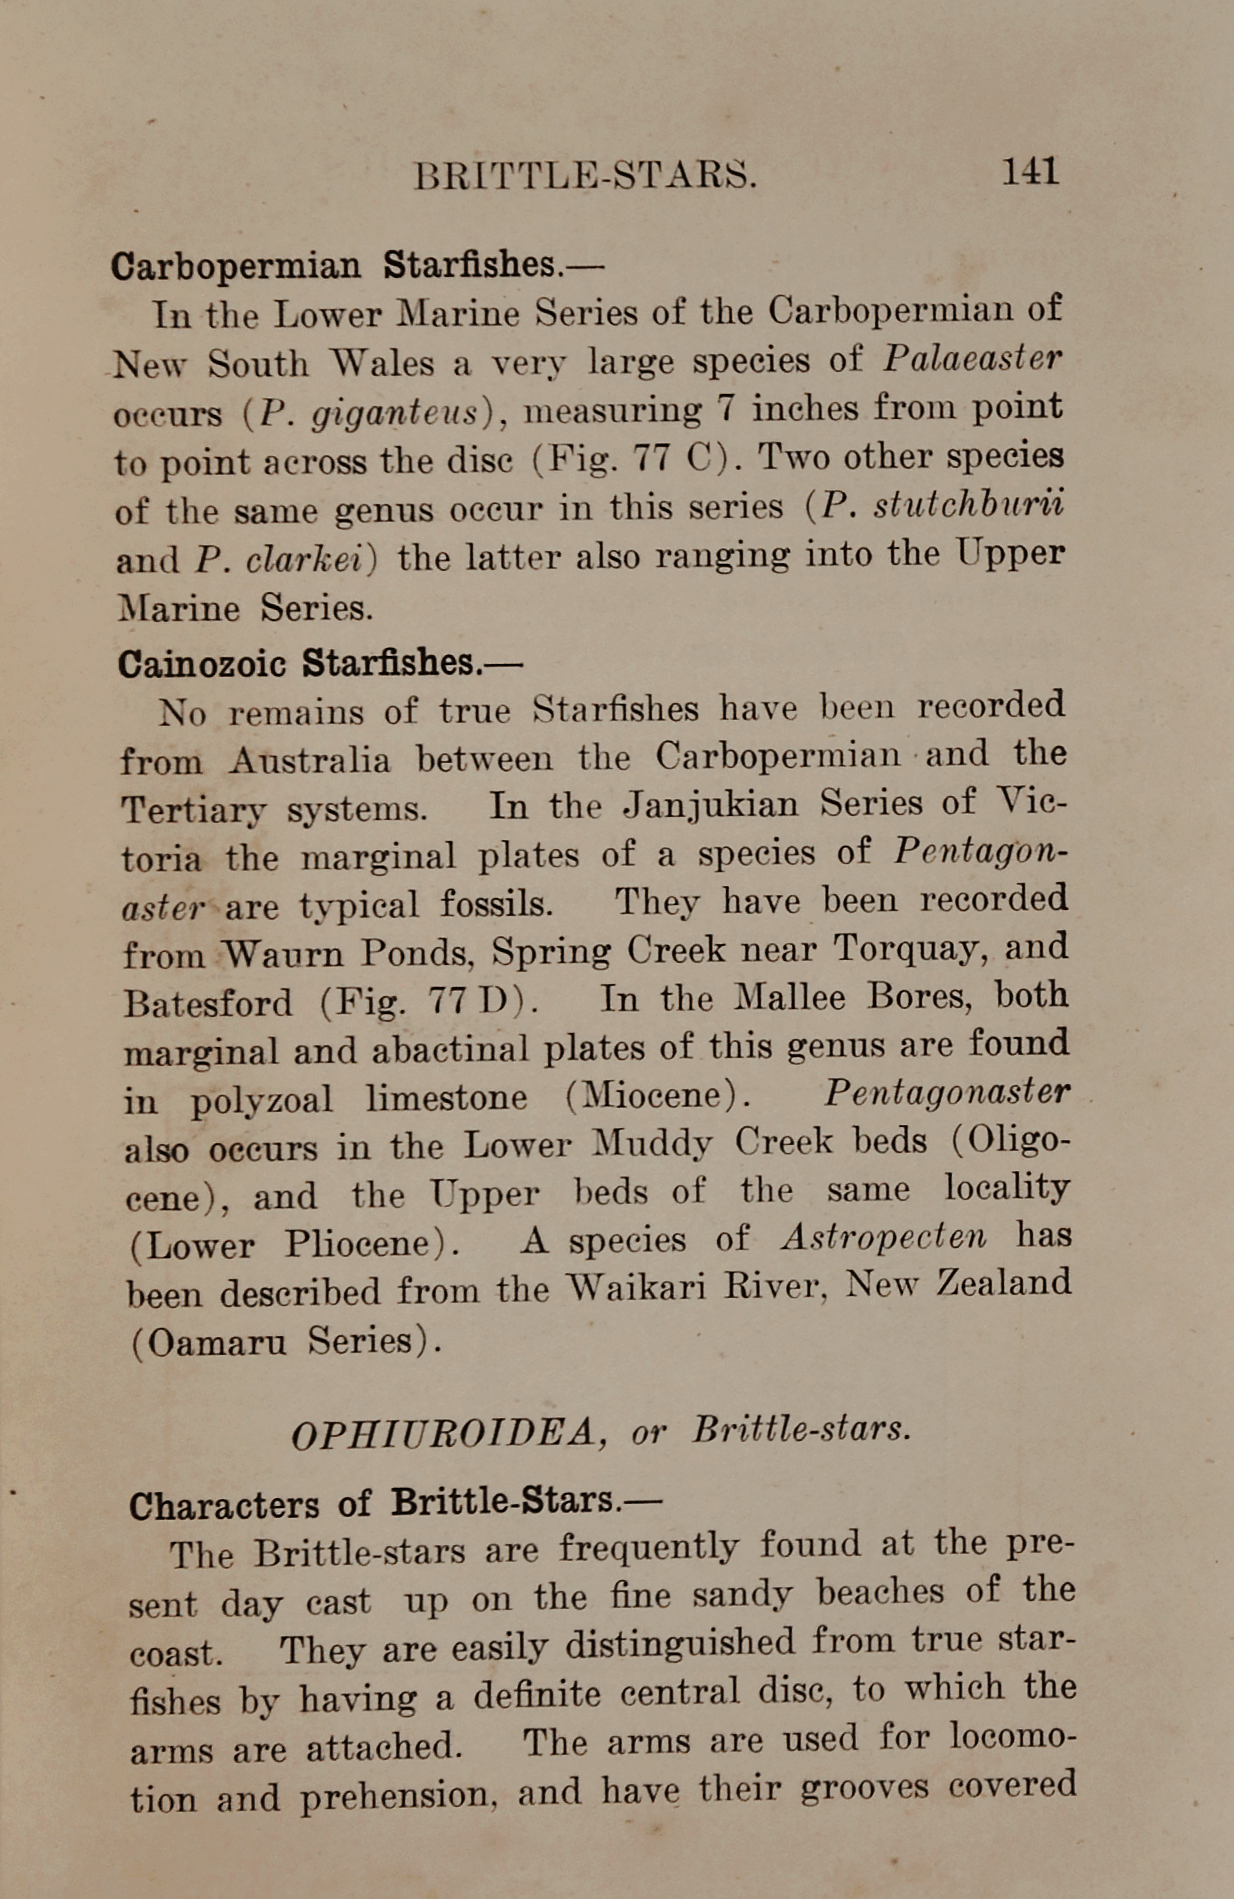 BRITTLE-STARS. 141
Carbopermian Starfishes.—
In the Lower Marine Series of the Carbopermian of
New South Wales a very large species of Palaeaster
occurs (P. giganteus), measuring 7 inches from point
to point across the disc (Fig. 77 C). Two other species
of the same genus occur in this series (P. stutchburii
and P. clarkei) the latter also ranging into the Upper
Marine Series.
Cainozoic Starfishes.—
No remains of true Starfishes have been recorded
from Australia between the Carbopermian and the
Tertiary systems. In the Janjukian Series of Vic-
toria the marginal plates of a species of Pentagon-
aster are typical fossils. They have been recorded
from Waurn Ponds, Spring Creek near Torquay, and
Batesford (Fig. 77 D). In the Mallee Bores, both
marginal and abactinal plates of this genus are found
in polyzoal limestone (Miocene). Pentagonaster
also occurs in the Lower Muddy Creek beds (Oligo-
cene), and the Upper beds of the same locality
(Lower Pliocene). A species of Astropecten has
been described from the Waikari River, New Zealand
(Oamaru Series).
OPHIUROIDEA, or Brittle-stars.
Characters of Brittle-Stars.—
The Brittle-stars are frequently found at the pre-
sent day cast up on the fine sandy beaches of the
coast. They are easily distinguished from true star-
fishes by having a definite central disc, to which the
arms are attached. The arms are used for locomo-
tion and prehension, and have their grooves covered